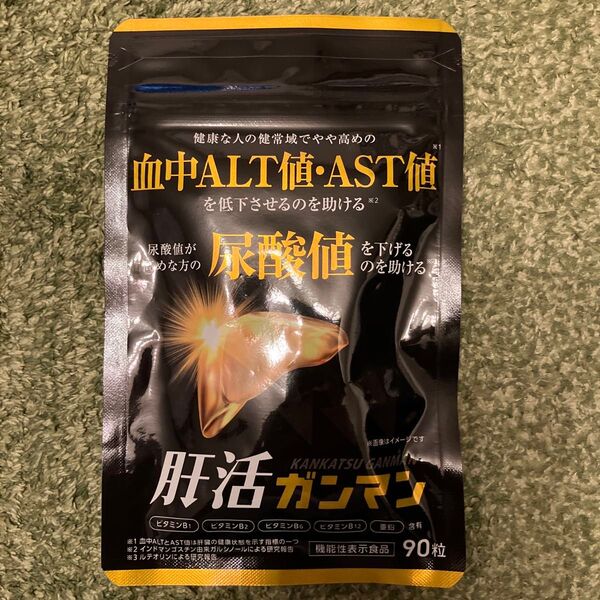 健康な人の健常域でやや高めの
血中ALT値・AST値※1
を低下させるのを助ける※2
尿酸値が
めな方の
尿酸値を下げる
のを助ける
※画像はイメージです
KANKATSU GANMAN
肝活ガンマン
ビタミンB1 ビタミンB2 ビタミンB6 ビタミンB12 亜鉛 含有
※1 血中ALTとAST値は肝臓の健康状態を示す指標の一つ
※2 インドマンゴスチン由来ガルシノールによる研究報告
※3 ルテオリンによる研究報告
機能性表示食品 90粒